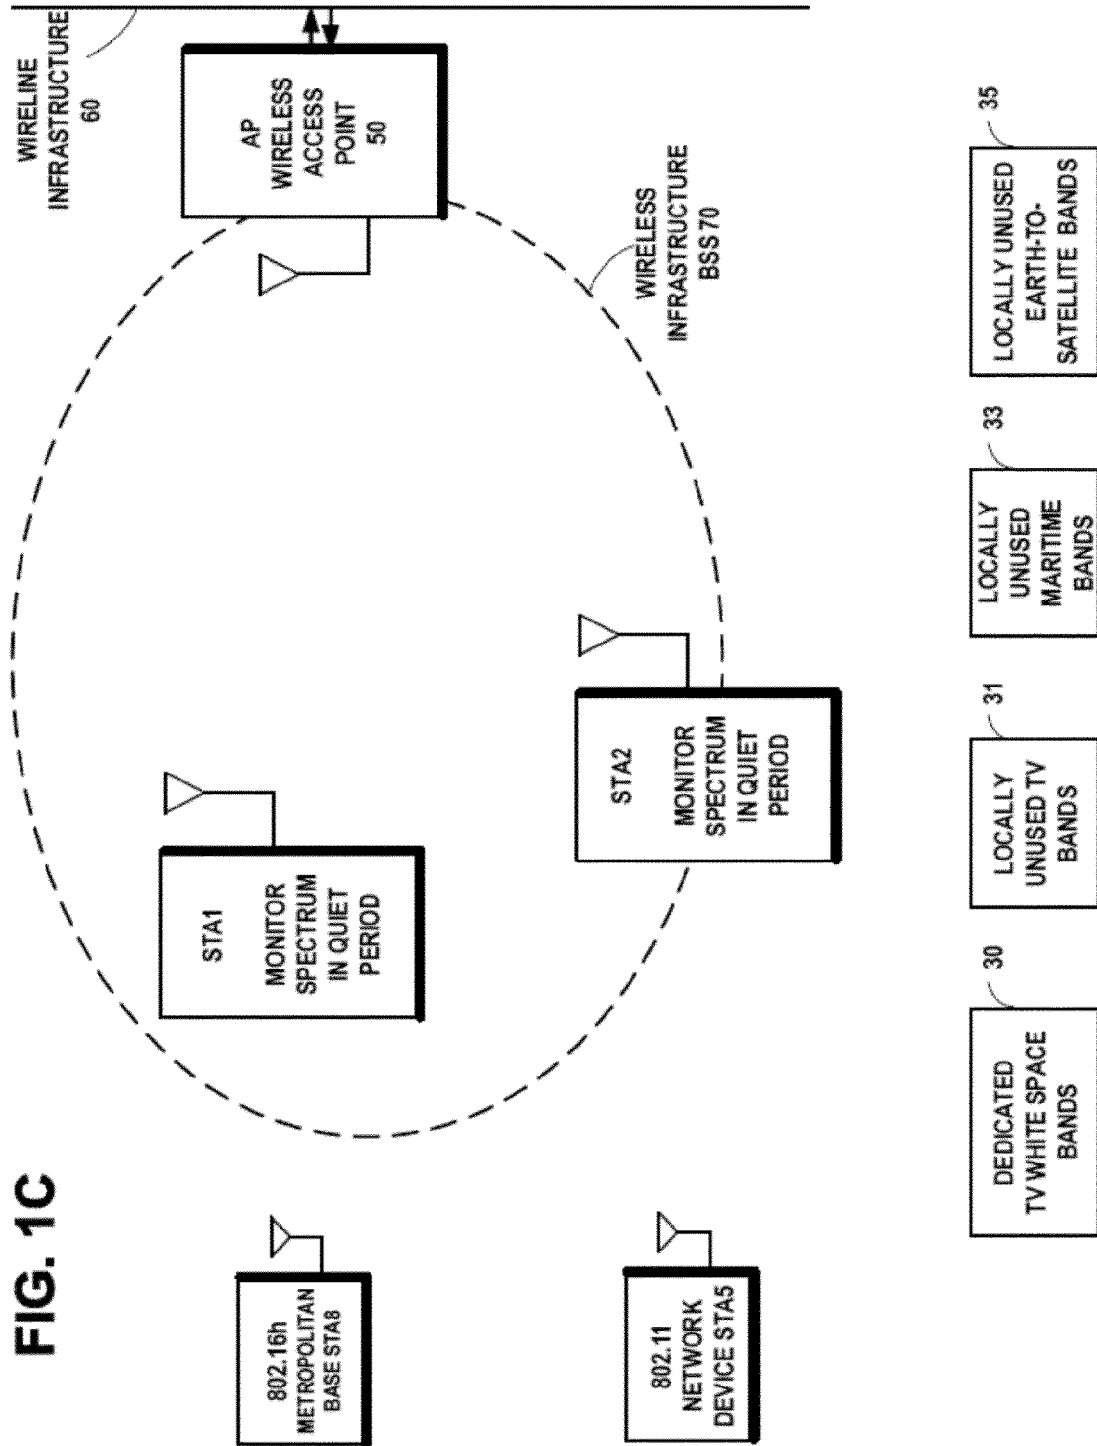 FIG. 1C
802.16h
METROPOLITAN
BASE STA8
802.11
NETWORK
DEVICE STA5
STA1
MONITOR
SPECTRUM
IN QUIET
PERIOD
STA2
MONITOR
SPECTRUM
IN QUIET
PERIOD
AP
WIRELESS
ACCESS
POINT
50
WIRELINE
INFRASTRUCTURE
60
WIRELESS
INFRASTRUCTURE
BSS 70
DEDICATED
TV WHITE SPACE
BANDS
30
LOCALLY
UNUSED TV
BANDS
31
LOCALLY
UNUSED
MARITIME
BANDS
33
LOCALLY UNUSED
EARTH-TO-
SATELLITE BANDS
35